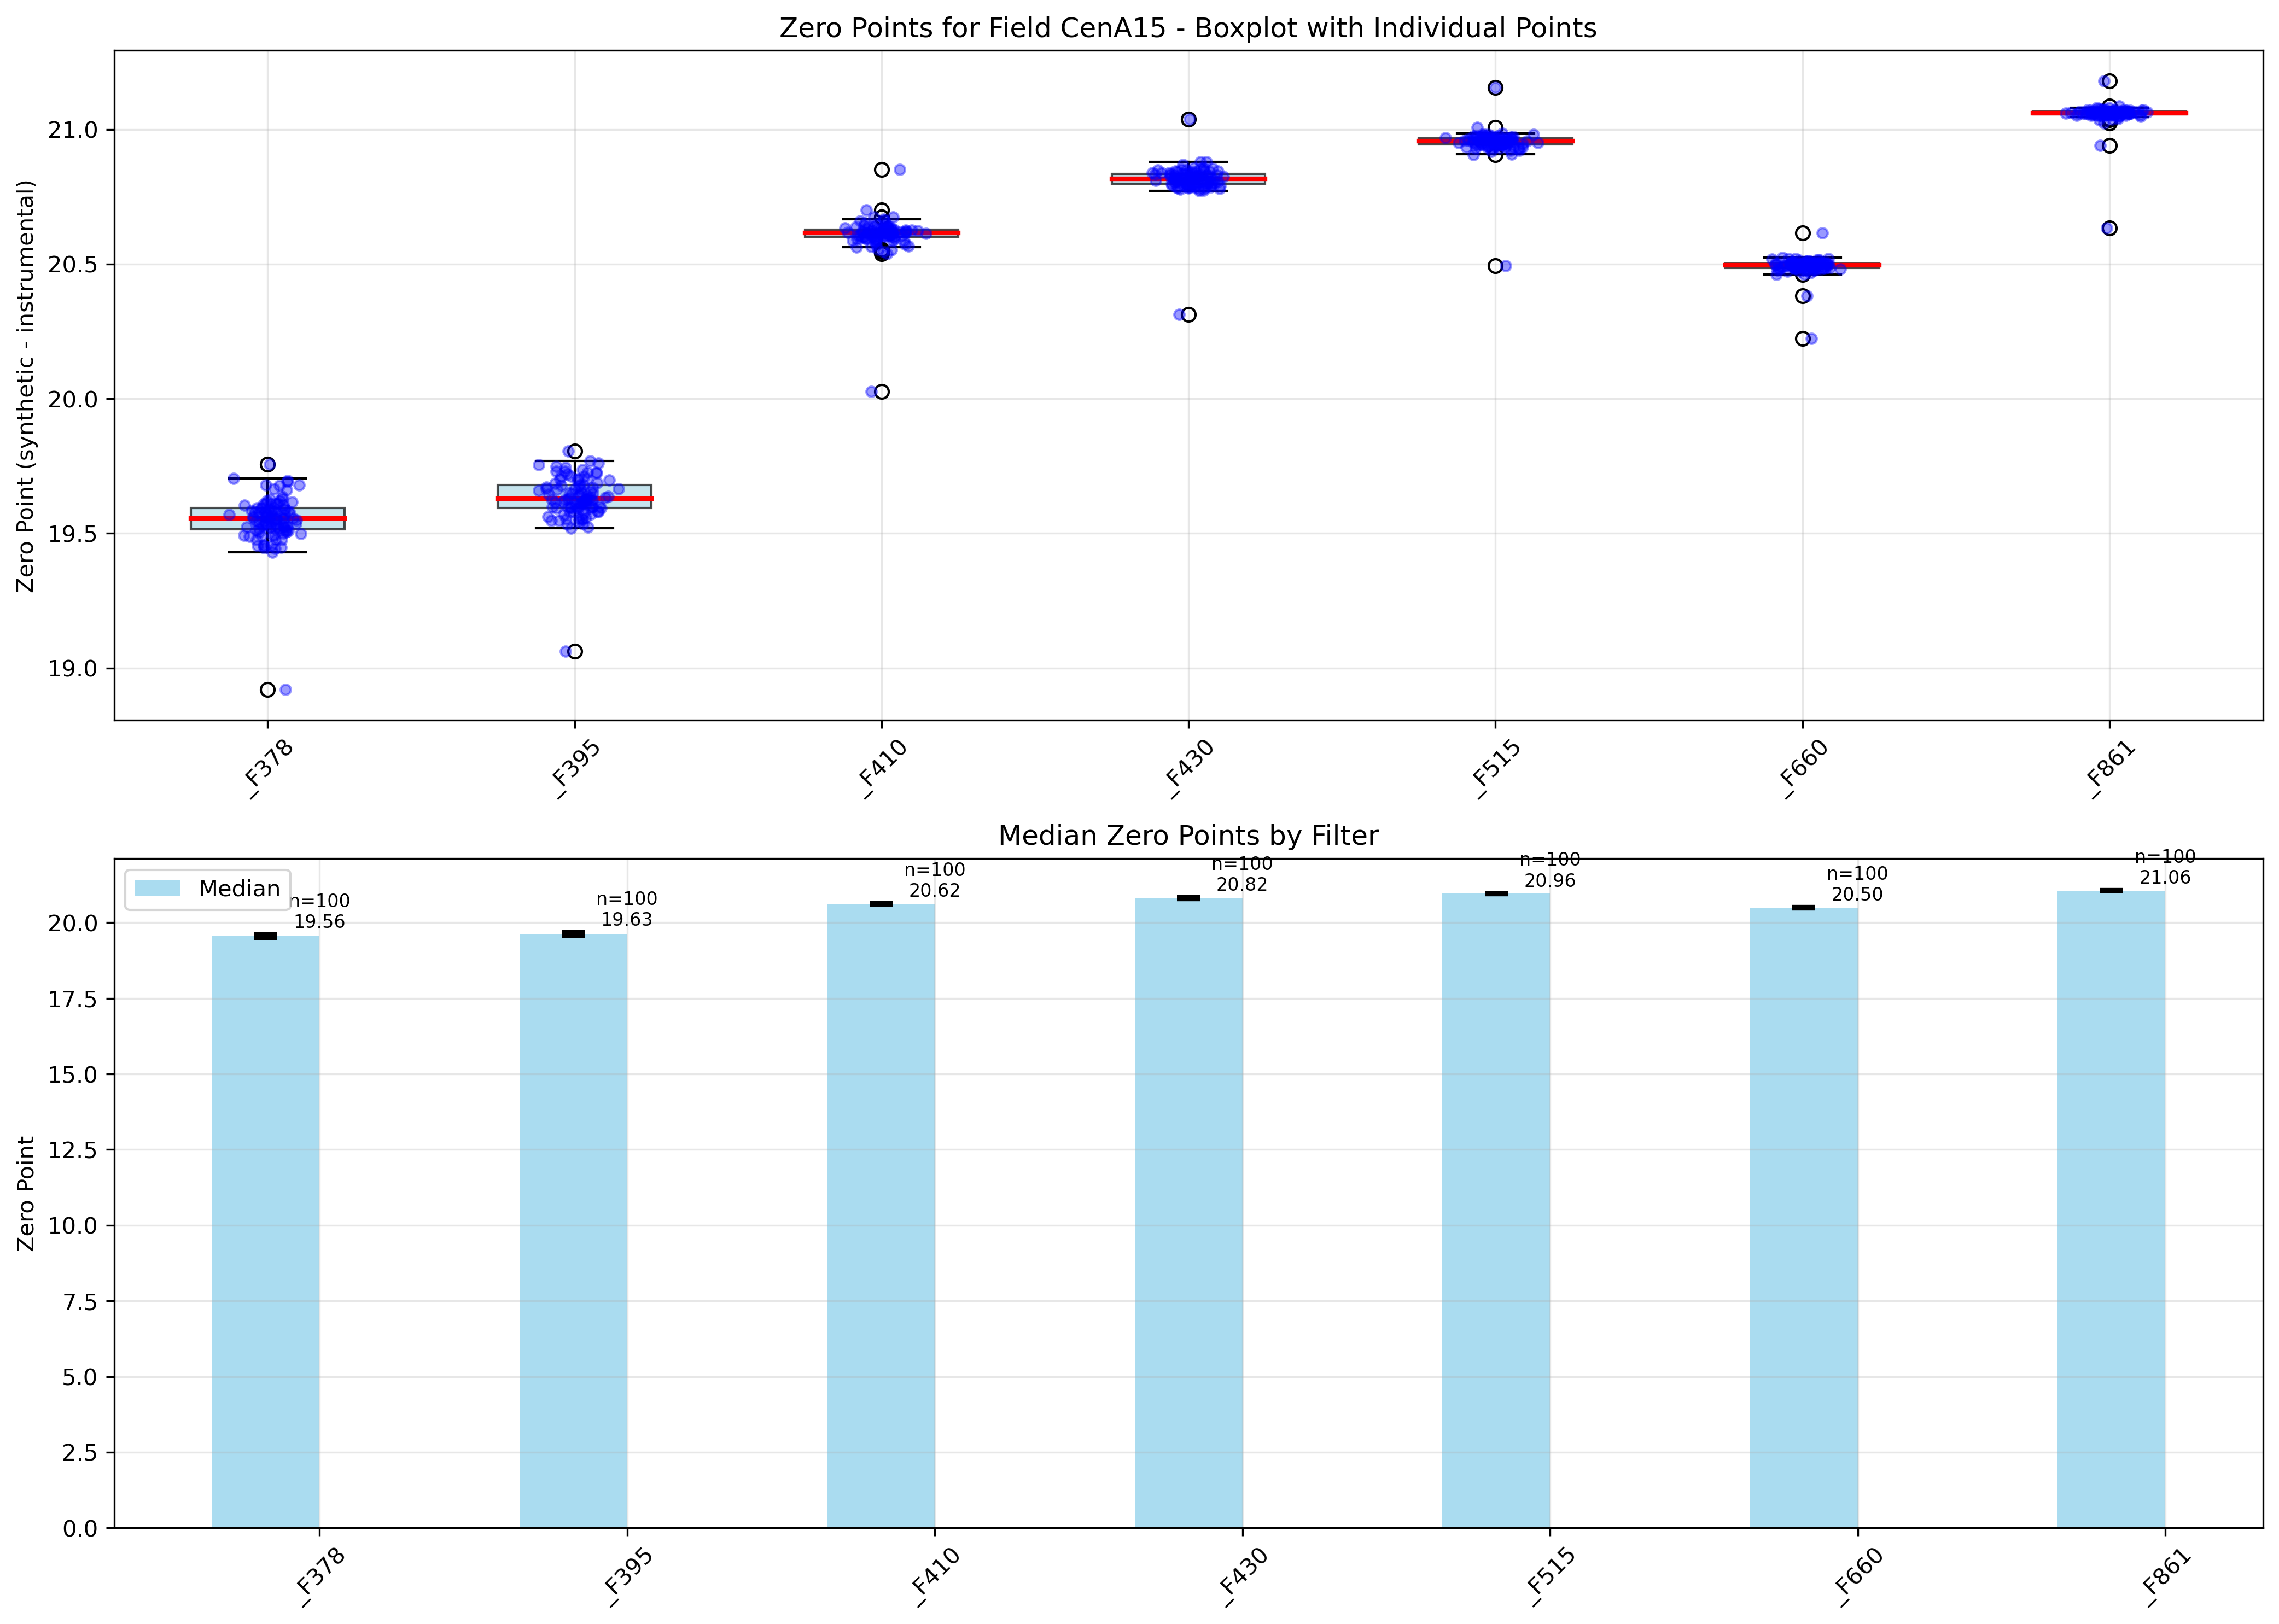 Zero Points for Field CenA15 - Boxplot with Individual Points
Zero Point (synthetic - instrumental)
21.0
20.5
20.0
19.5
19.0
_F378
_F395
_F410
_F430
_F515
_F660
_F861
Median Zero Points by Filter
Median
Zero Point
n=100
19.56
n=100
19.63
n=100
20.62
n=100
20.82
n=100
20.96
n=100
20.50
n=100
21.06
20.0
17.5
15.0
12.5
10.0
7.5
5.0
2.5
0.0
_F378
_F395
_F410
_F430
_F515
_F660
_F861